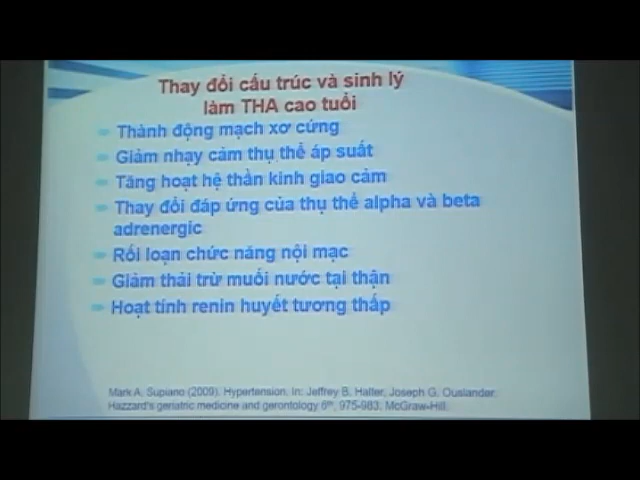 Thay đổi cấu trúc và sinh lý
làm THA cao tuổi
Thành động mạch xơ cứng
Giảm nhạy cảm thụ thể áp suất
Tăng hoạt hệ thần kinh giao cảm
Thay đổi đáp ứng của thụ thể alpha và beta
adrenergic
Rối loạn chức năng nội mạc
Giảm thải trừ muối nước tại thận
Hoạt tính renin huyết tương thấp
Mark A. Supiano (2009). Hypertension. In: Jeffrey B. Halter, Joseph G. Ouslander.
Hazzard's geriatric medicine and gerontology 6th, 975-983. McGraw-Hill.